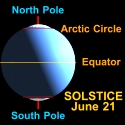 North Pole
Arctic Circle
Equator
SOLSTICE
June 21
South Pole